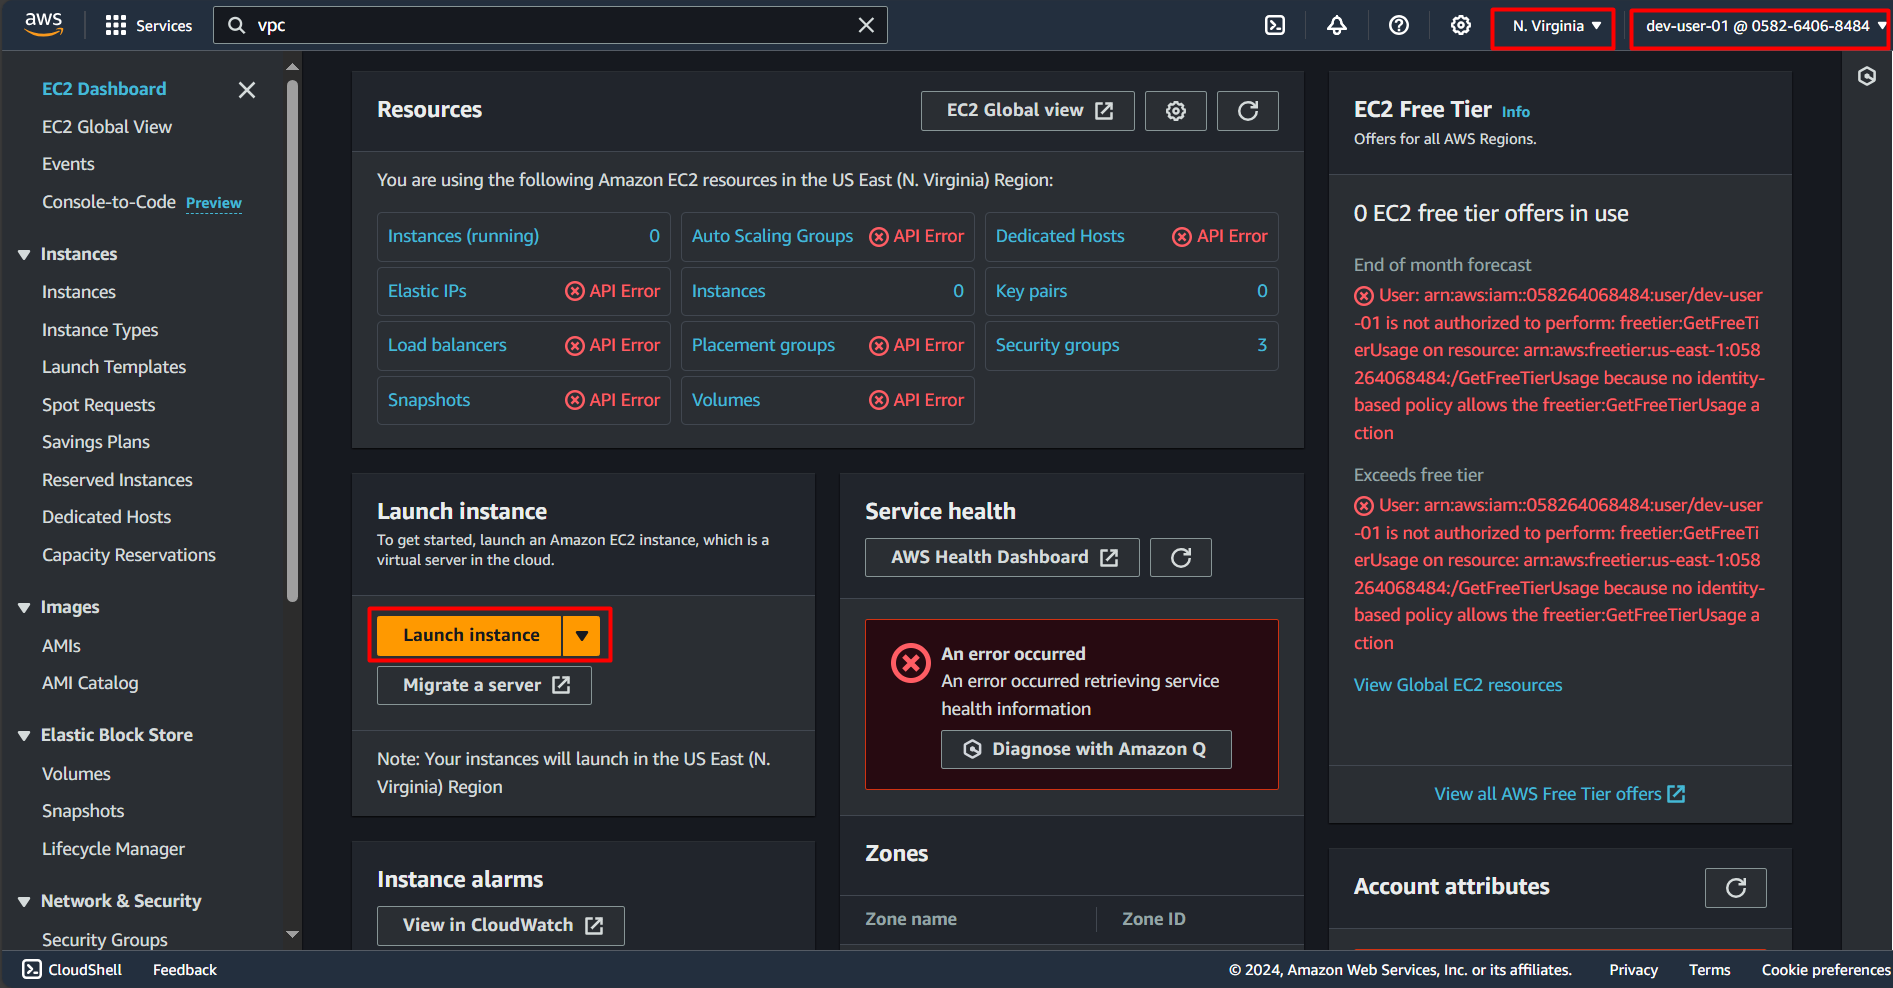 aws
Services
vpc
N. Virginia
dev-user-01 @ 0582-6406-8484
EC2 Dashboard
EC2 Global View
Events
Console-to-Code Preview
Instances
Instances
Instance Types
Launch Templates
Spot Requests
Savings Plans
Reserved Instances
Dedicated Hosts
Capacity Reservations
Images
AMIs
AMI Catalog
Elastic Block Store
Volumes
Snapshots
Lifecycle Manager
Network & Security
Security Groups
Resources
EC2 Global view
You are using the following Amazon EC2 resources in the US East (N. Virginia) Region:
Instances (running) 0
Auto Scaling Groups API Error
Dedicated Hosts API Error
Elastic IPs API Error
Instances 0
Key pairs 0
Load balancers API Error
Placement groups API Error
Security groups 3
Snapshots API Error
Volumes API Error
Launch instance
To get started, launch an Amazon EC2 instance, which is a
virtual server in the cloud.
Launch instance
Migrate a server
Note: Your instances will launch in the US East (N.
Virginia) Region
Instance alarms
View in CloudWatch
Service health
AWS Health Dashboard
An error occurred
An error occurred retrieving service
health information
Diagnose with Amazon Q
Zones
Zone name
Zone ID
EC2 Free Tier Info
Offers for all AWS Regions.
0 EC2 free tier offers in use
End of month forecast
User: arn:aws:iam::058264068484:user/dev-user
-01 is not authorized to perform: freetier:GetFreeTi
erUsage on resource: arn:aws:freetier:us-east-1:058
264068484:/GetFreeTierUsage because no identity-
based policy allows the freetier:GetFreeTierUsage a
ction
Exceeds free tier
User: arn:aws:iam::058264068484:user/dev-user
-01 is not authorized to perform: freetier:GetFreeTi
erUsage on resource: arn:aws:freetier:us-east-1:058
264068484:/GetFreeTierUsage because no identity-
based policy allows the freetier:GetFreeTierUsage a
ction
View Global EC2 resources
View all AWS Free Tier offers
Account attributes
CloudShell
Feedback
© 2024, Amazon Web Services, Inc. or its affiliates.
Privacy
Terms
Cookie preferences